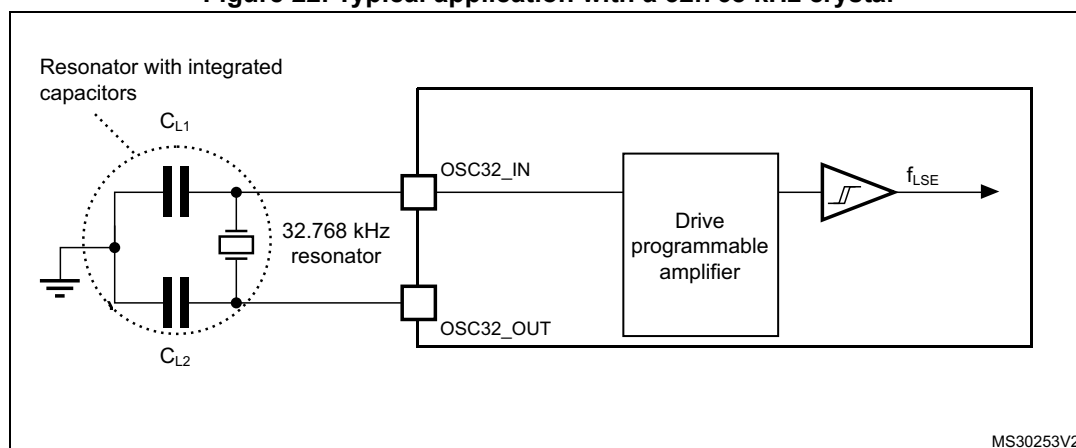 Figure 22. Typical application with a 32.768 kHz crystal
Resonator with integrated
capacitors
CL1
OSC32_IN
fLSE
32.768 kHz
resonator
Drive
programmable
amplifier
OSC32_OUT
CL2
MS30253V2